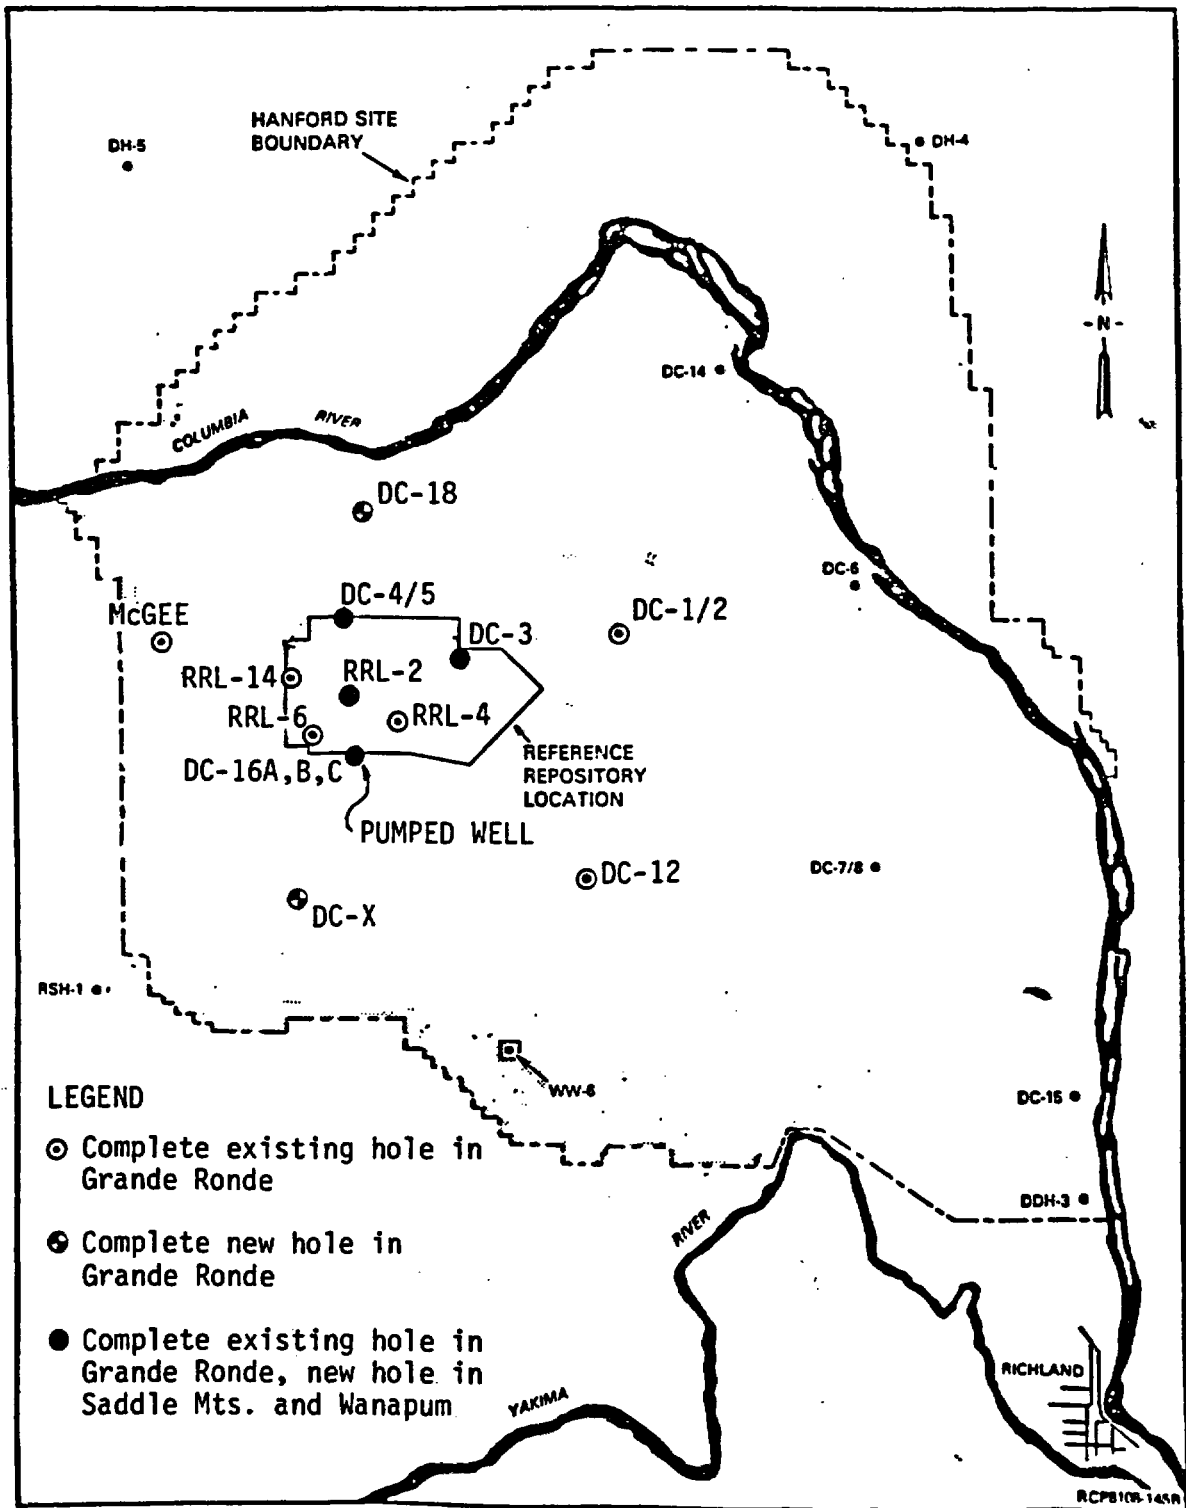 HANFORD SITE
BOUNDARY
DH-5
DH-4
-N-
DC-14
COLUMBIA RIVER
DC-18
DC-6
DC-4/5
DC-1/2
McGEE
DC-3
RRL-14
RRL-2
RRL-6
RRL-4
REFERENCE
REPOSITORY
LOCATION
DC-16A,B,C
PUMPED WELL
DC-12
DC-7/8
DC-X
RSH-1
WW-6
LEGEND
DC-15
Complete existing hole in
Grande Ronde
DDH-3
RIVER
Complete new hole in
Grande Ronde
Complete existing hole in
Grande Ronde, new hole in
Saddle Mts. and Wanapum
RICHLAND
YAKIMA